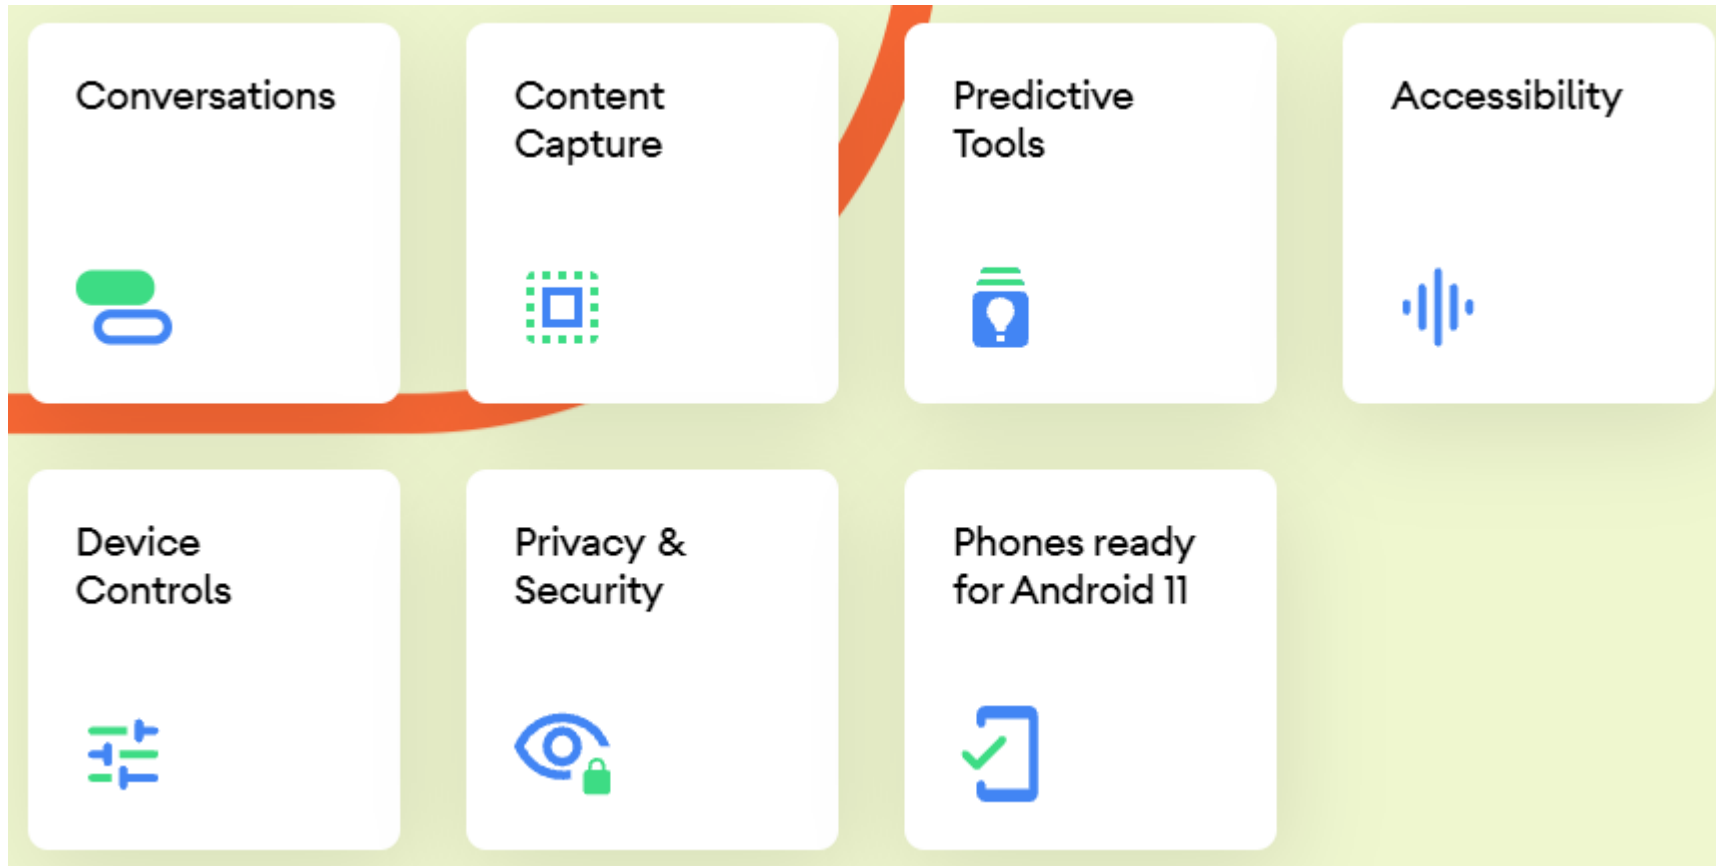 Conversations
Content
Capture
Predictive
Tools
Accessibility
Device
Controls
Privacy &
Security
Phones ready
for Android 11